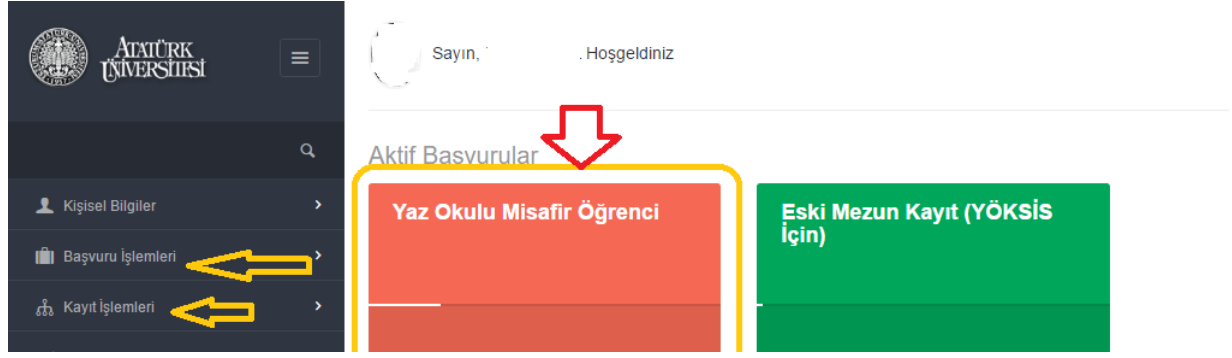 ATATÜRK
ÜNİVERSİTESİ
Sayın, . Hoşgeldiniz
Aktif Basvurular
Kişisel Bilgiler
Başvuru İşlemleri
Kayıt İşlemleri
Yaz Okulu Misafir Öğrenci
Eski Mezun Kayıt (YÖKSİS
İçin)